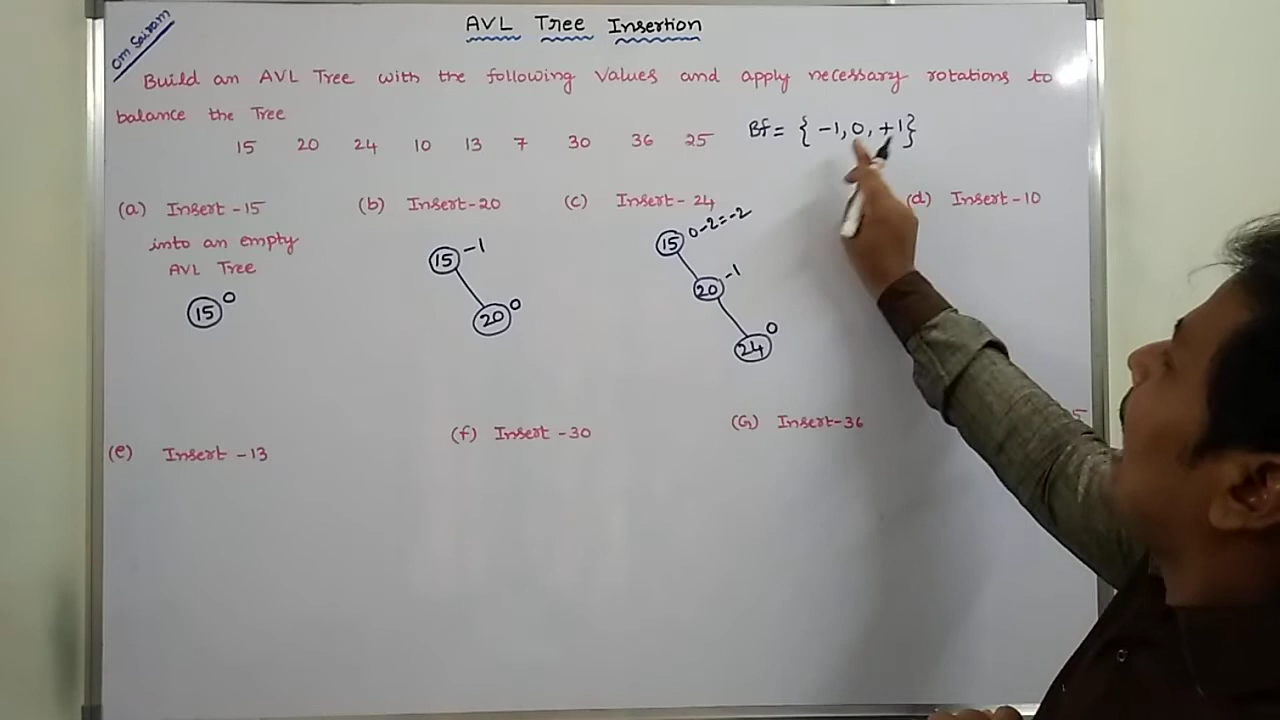 Om Sairam
AVL Tree Insertion
Build an AVL Tree with the following Values and apply necessary rotations to
balance the Tree
15 20 24 10 13 7 30 36 25
Bf = { -1, 0, +1}
(a) Insert -15
into an empty
AVL Tree
15 0
(b) Insert-20
15 -1
20 0
(c) Insert- 24
15 0-2=-2
20 -1
24 0
(d) Insert-10
(e) Insert -13
(f) Insert -30
(G) Insert-36
5